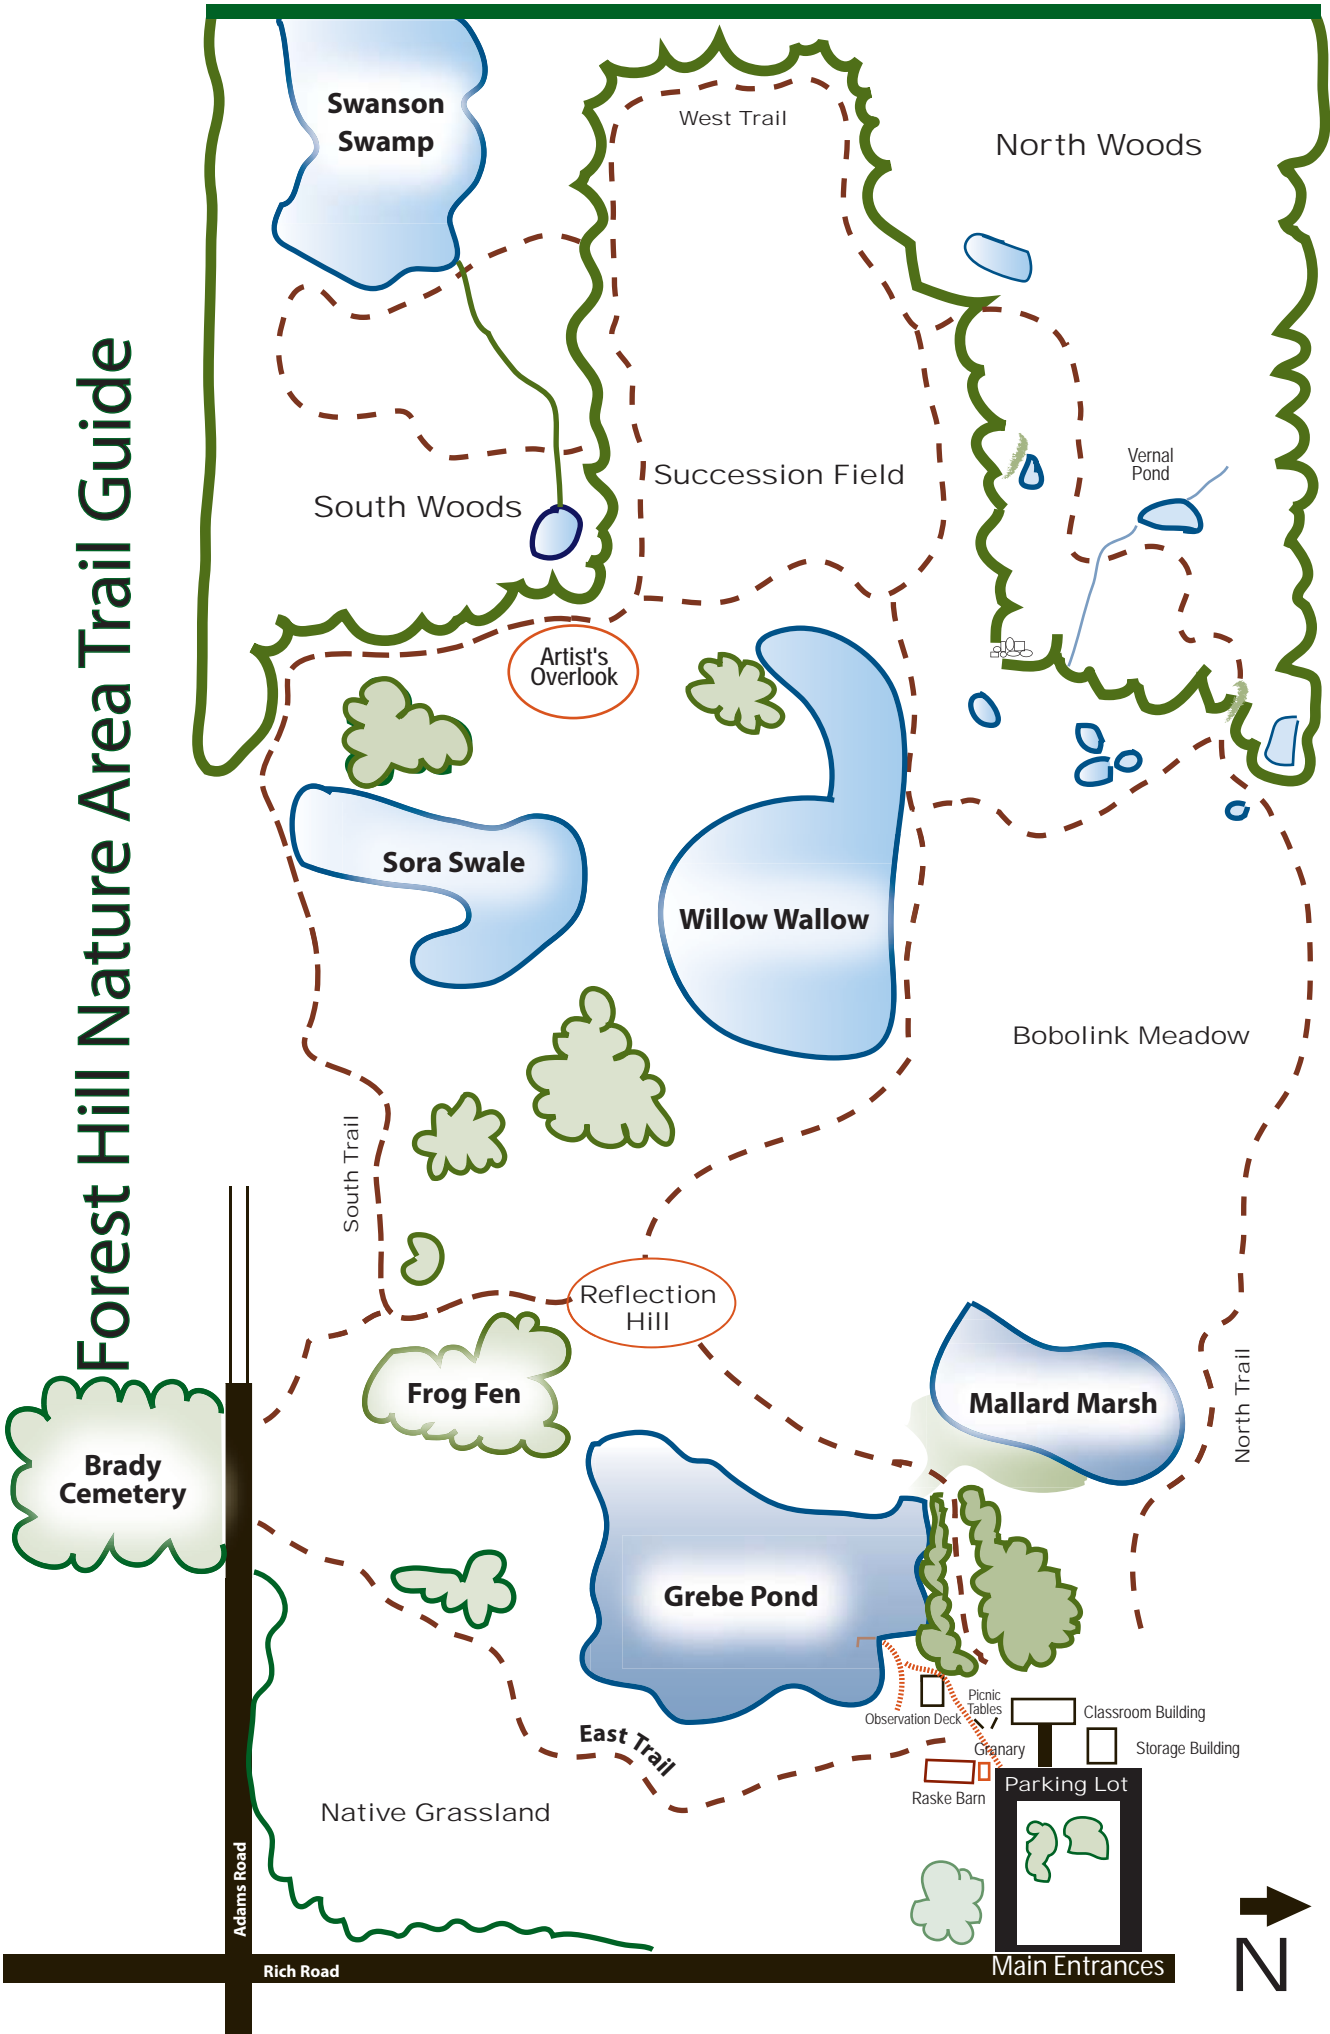 Forest Hill Nature Area Trail Guide
Swanson
Swamp
West Trail
North Woods
Vernal
Pond
Succession Field
South Woods
Artist's
Overlook
Sora Swale
Willow Wallow
Bobolink Meadow
South Trail
Reflection
Hill
North Trail
Frog Fen
Mallard Marsh
Brady
Cemetery
Grebe Pond
Picnic
Tables
Observation Deck
Classroom Building
Granary
Storage Building
East Trail
Raske Barn
Parking Lot
Native Grassland
Adams Road
Rich Road
Main Entrances
N